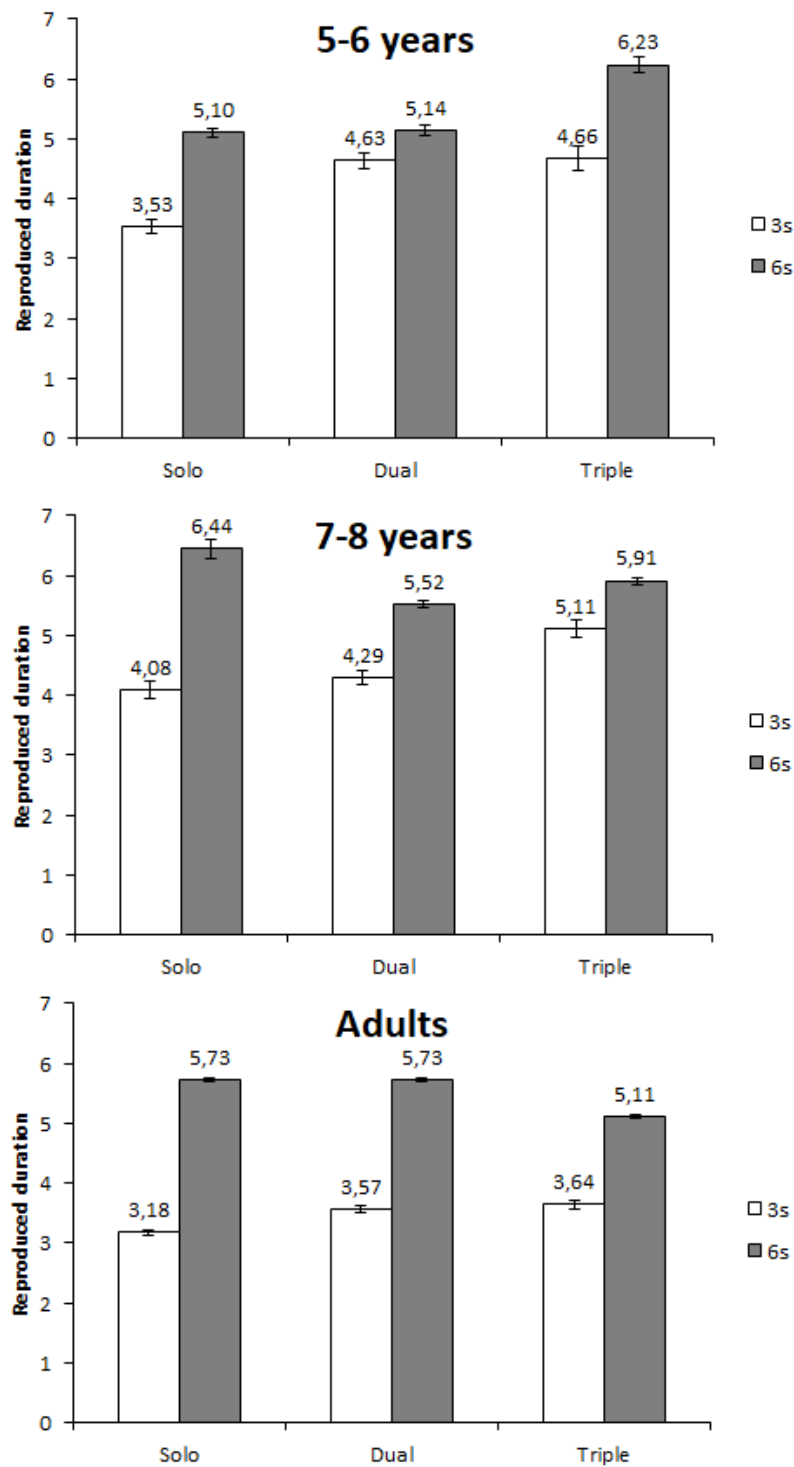 5-6 years
Reproduced duration
7
6
5
4
3
2
1
0
3,53
5,10
4,63
5,14
4,66
6,23
Solo Dual Triple
3s
6s
7-8 years
Reproduced duration
7
6
5
4
3
2
1
0
4,08
6,44
4,29
5,52
5,11
5,91
Solo Dual Triple
3s
6s
Adults
Reproduced duration
7
6
5
4
3
2
1
0
3,18
5,73
3,57
5,73
3,64
5,11
Solo Dual Triple
3s
6s